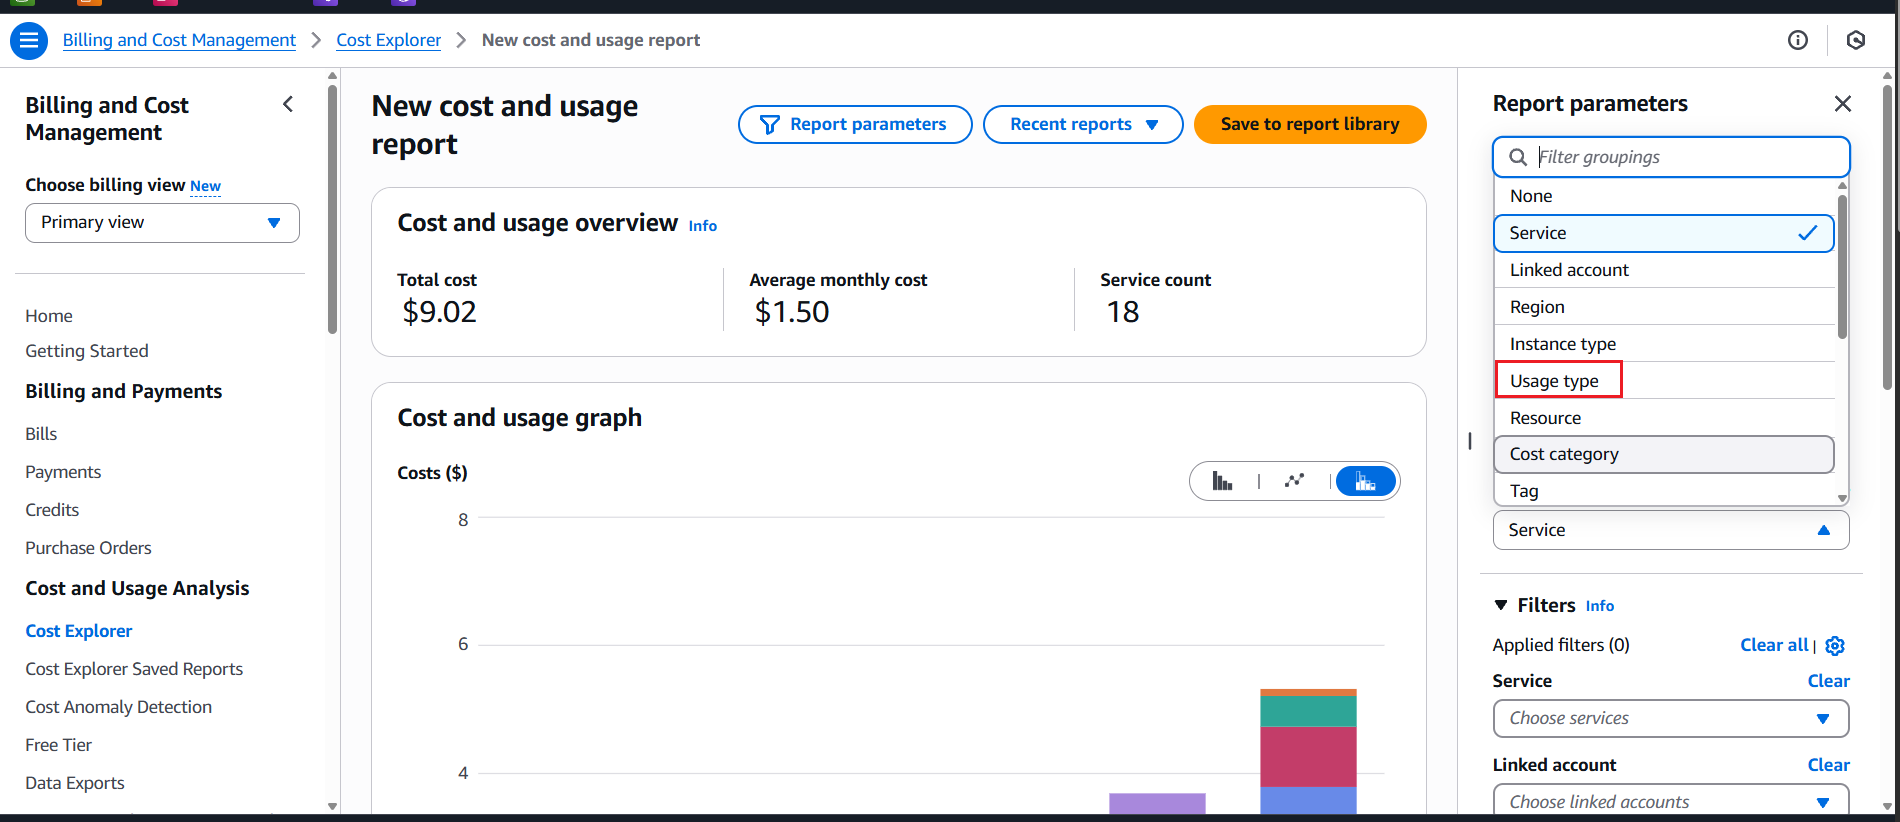 Billing and Cost Management > Cost Explorer > New cost and usage report
Billing and Cost
Management
Choose billing view New
Primary view
Home
Getting Started
Billing and Payments
Bills
Payments
Credits
Purchase Orders
Cost and Usage Analysis
Cost Explorer
Cost Explorer Saved Reports
Cost Anomaly Detection
Free Tier
Data Exports
New cost and usage
report
Report parameters
Recent reports
Save to report library
Cost and usage overview Info
Total cost
$9.02
Average monthly cost
$1.50
Service count
18
Cost and usage graph
Costs ($)
8
6
4
Report parameters
Filter groupings
None
Service
Linked account
Region
Instance type
Usage type
Resource
Cost category
Tag
Service
Filters Info
Applied filters (0)
Clear all
Service
Clear
Choose services
Linked account
Clear
Choose linked accounts